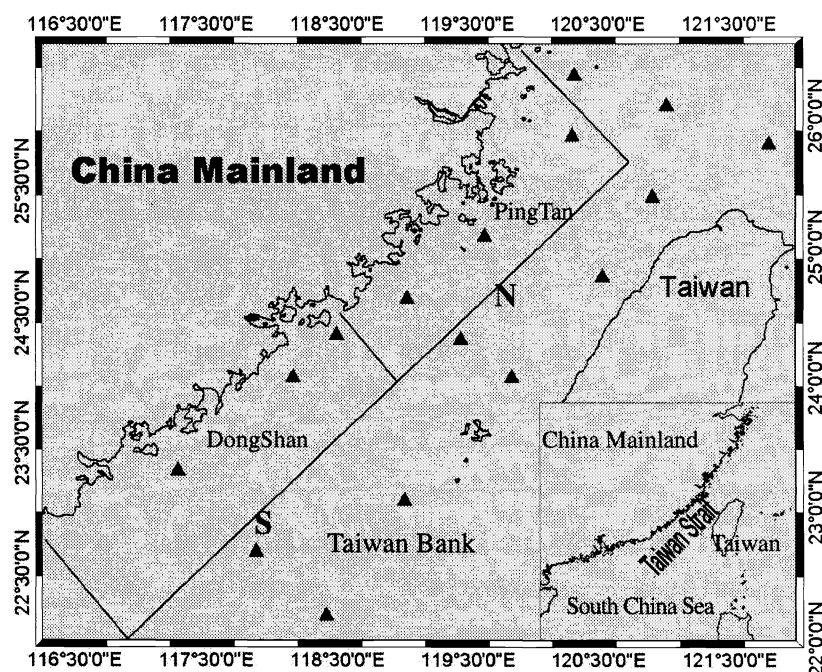 116°30'0"E 117°30'0"E 118°30'0"E 119°30'0"E 120°30'0"E 121°30'0"E
26°0'0"N
China Mainland
25°30'0"N
PingTan
25°0'0"N
Taiwan
N
24°30'0"N
24°0'0"N
DongShan
23°30'0"N
China Mainland
S
23°0'0"N
Taiwan Strait
Taiwan Bank
Taiwan
22°30'0"N
South China Sea
22°0'0"N
116°30'0"E 117°30'0"E 118°30'0"E 119°30'0"E 120°30'0"E 121°30'0"E